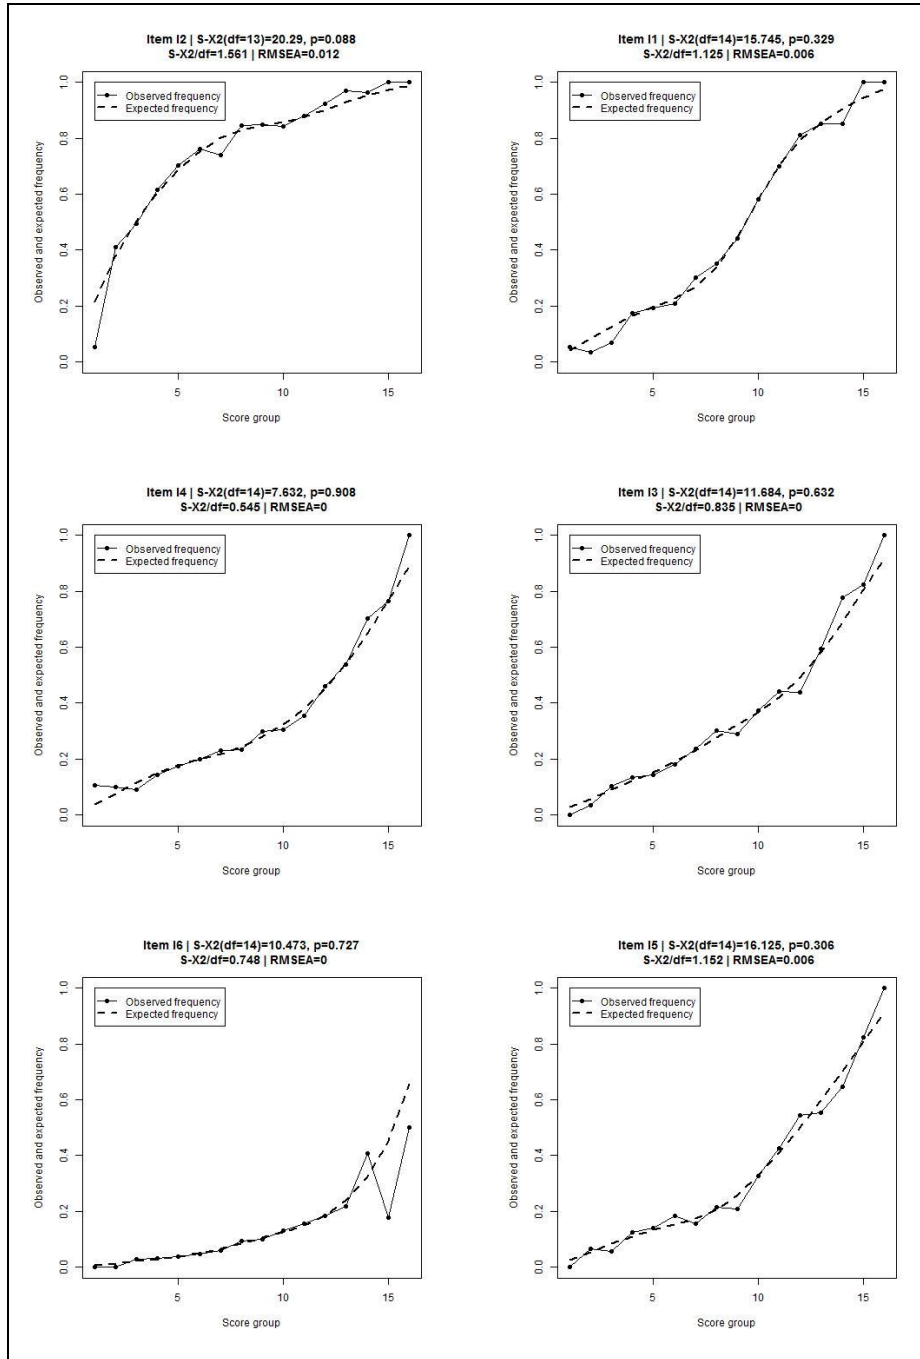 Item I2 | S-X2(df=13)=20.29, p=0.088
S-X2/df=1.561 | RMSEA=0.012
Observed and expected frequency
1.0
0.8
0.6
0.4
0.2
0.0
Observed frequency
Expected frequency
5
10
15
Score group
Item I1 | S-X2(df=14)=15.745, p=0.329
S-X2/df=1.125 | RMSEA=0.006
Observed and expected frequency
1.0
0.8
0.6
0.4
0.2
0.0
Observed frequency
Expected frequency
5
10
15
Score group
Item I4 | S-X2(df=14)=7.632, p=0.908
S-X2/df=0.545 | RMSEA=0
Observed and expected frequency
1.0
0.8
0.6
0.4
0.2
0.0
Observed frequency
Expected frequency
5
10
15
Score group
Item I3 | S-X2(df=14)=11.684, p=0.632
S-X2/df=0.835 | RMSEA=0
Observed and expected frequency
1.0
0.8
0.6
0.4
0.2
0.0
Observed frequency
Expected frequency
5
10
15
Score group
Item I6 | S-X2(df=14)=10.473, p=0.727
S-X2/df=0.748 | RMSEA=0
Observed and expected frequency
1.0
0.8
0.6
0.4
0.2
0.0
Observed frequency
Expected frequency
5
10
15
Score group
Item I5 | S-X2(df=14)=16.125, p=0.306
S-X2/df=1.152 | RMSEA=0.006
Observed and expected frequency
1.0
0.8
0.6
0.4
0.2
0.0
Observed frequency
Expected frequency
5
10
15
Score group